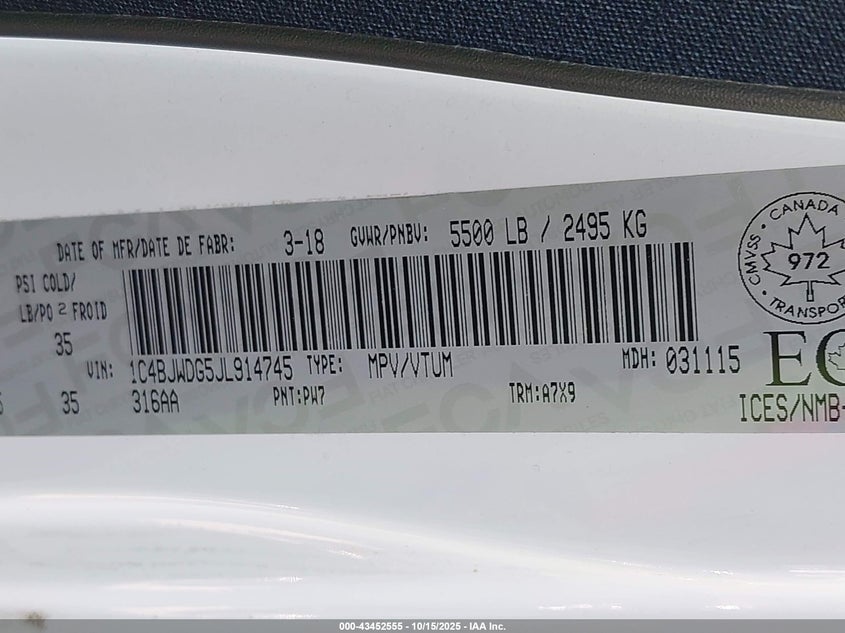 DATE OF MFR/DATE DE FABR: 3-18 GVWR/PNBV: 5500 LB / 2495 KG
PSI COLD/
LB/PO 2 FROID
35
VIN: 1C4BJWDG5JL914745 TYPE: MPV/VTUM MDH: 031115
35 316AA PNT:PW7 TRM:A7X9
CANADA
CMVSS
972
TRANSPOR
EC
ICES/NMB-
000-43452555 - 10/15/2025 - IAA Inc.